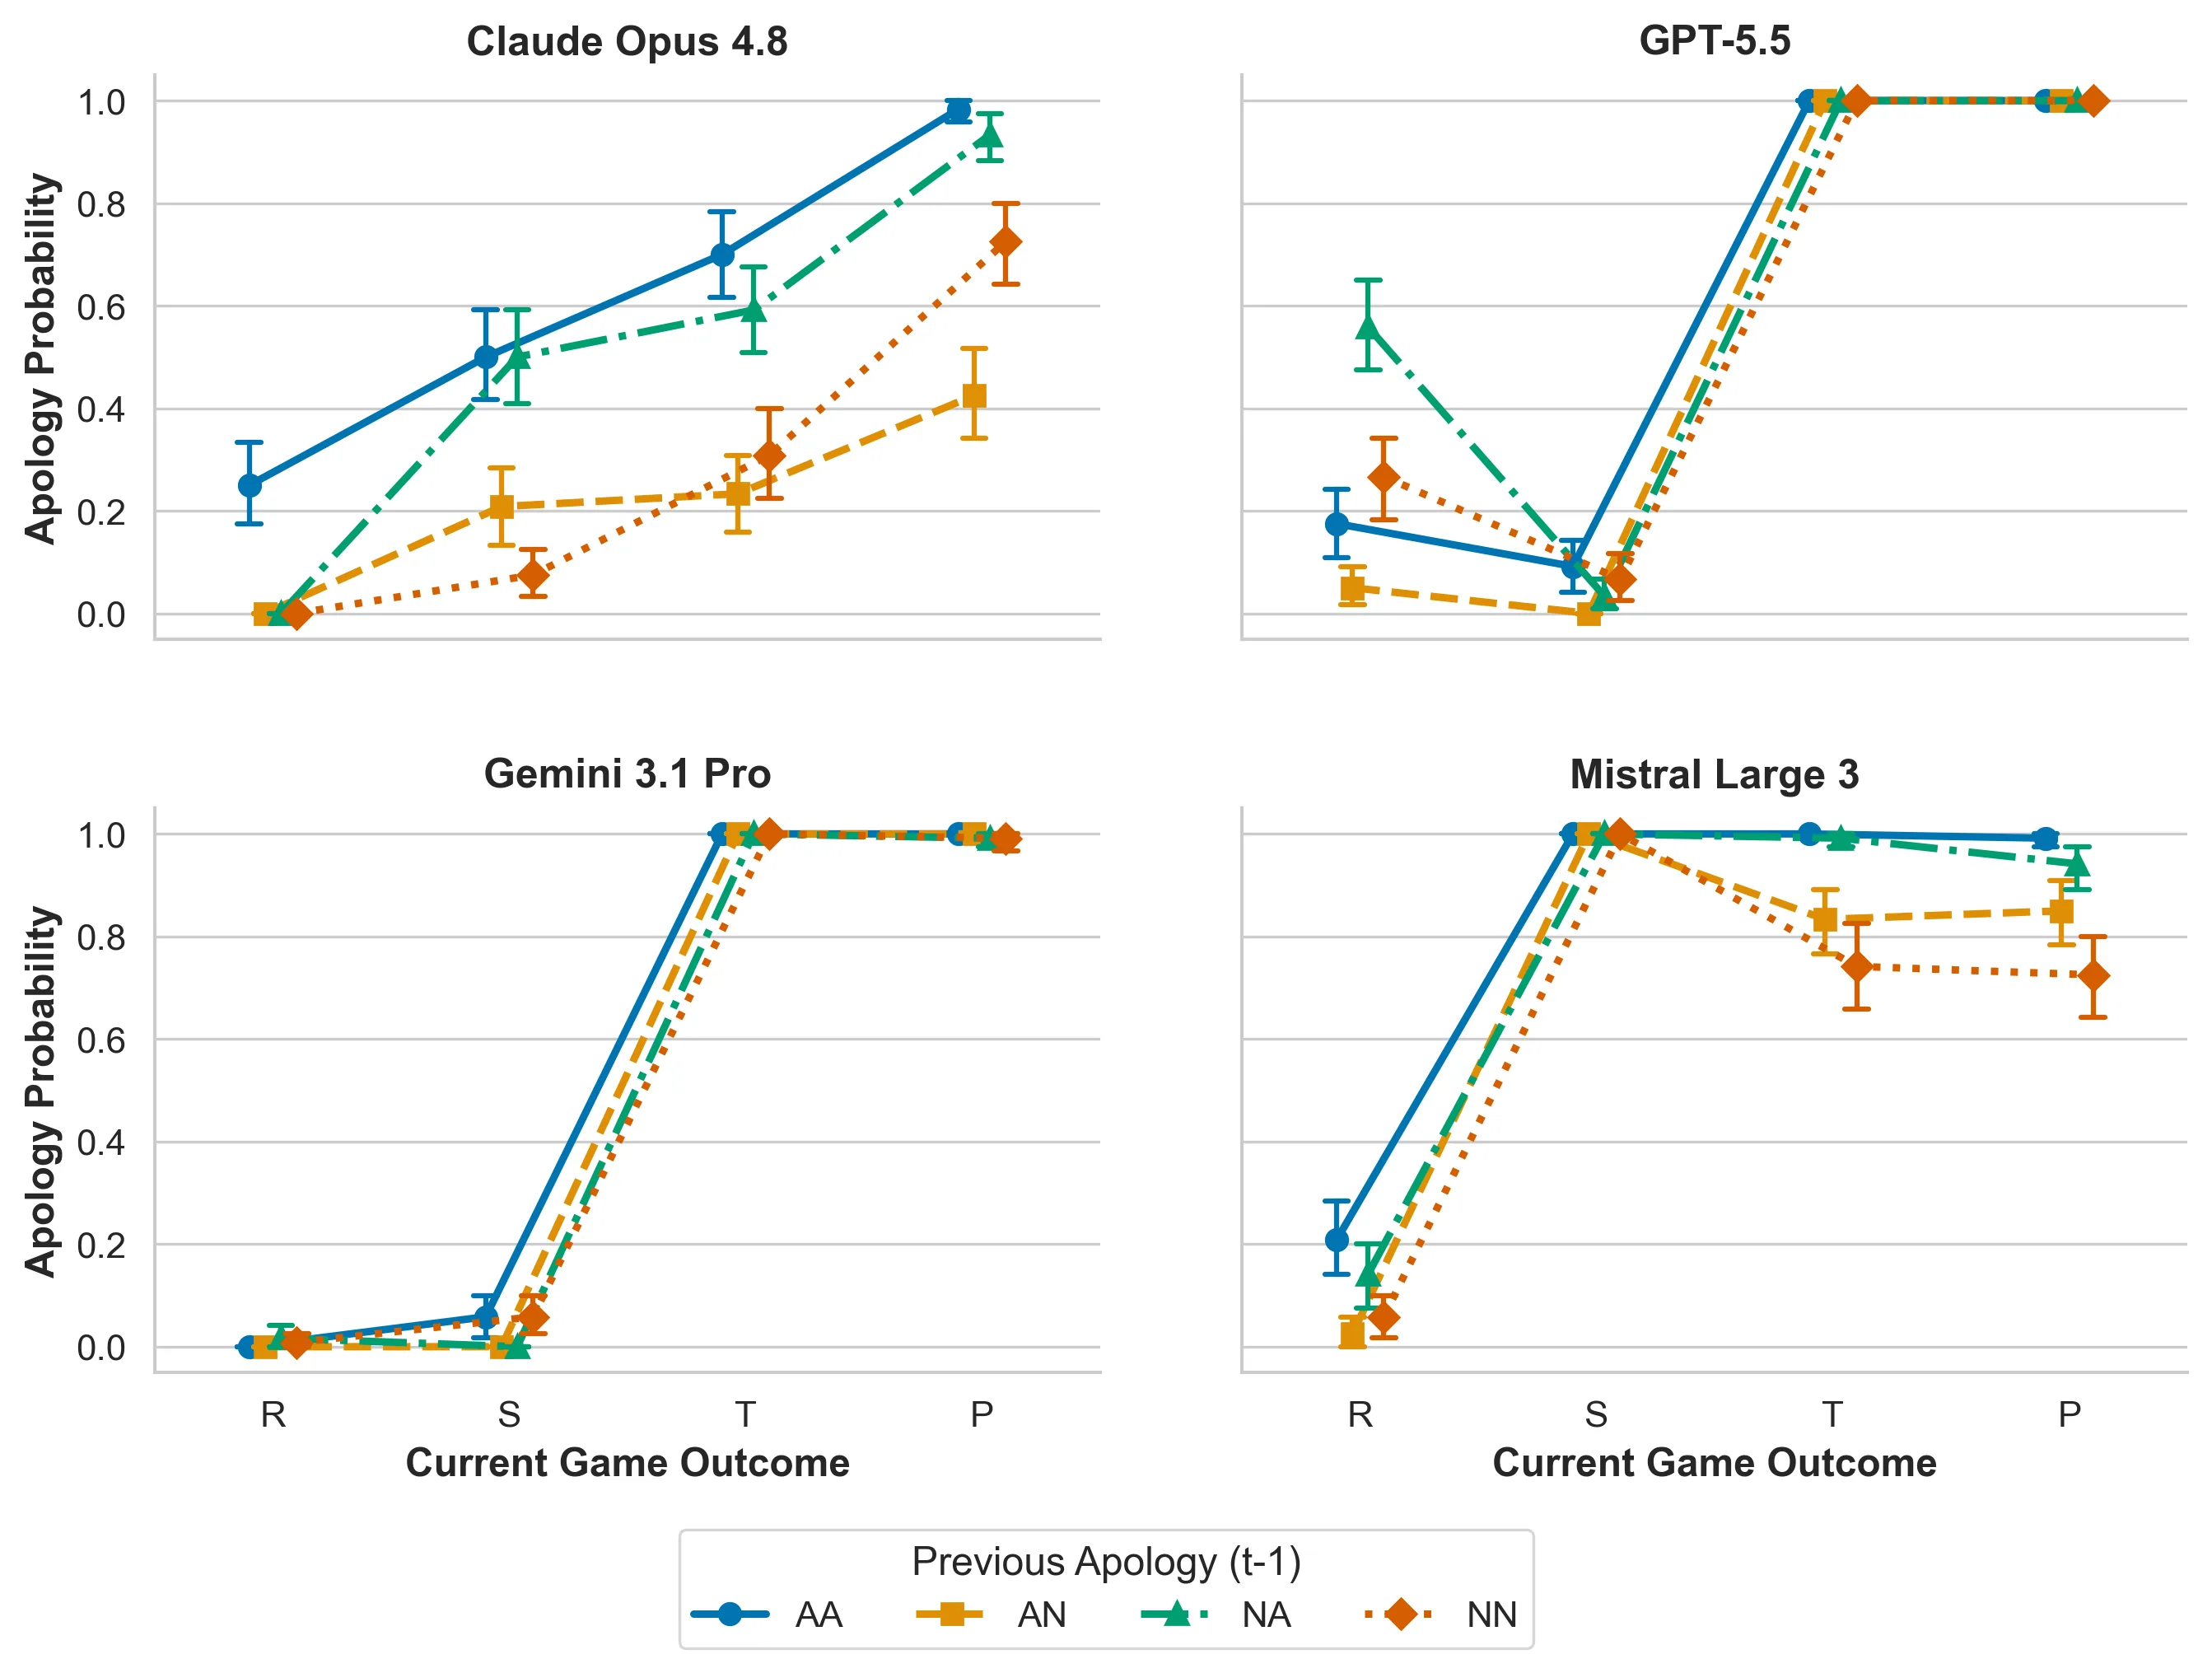 Claude Opus 4.8
GPT-5.5
Apology Probability
1.0
0.8
0.6
0.4
0.2
0.0
Gemini 3.1 Pro
Mistral Large 3
Apology Probability
1.0
0.8
0.6
0.4
0.2
0.0
R S T P
R S T P
Current Game Outcome
Current Game Outcome
Previous Apology (t-1)
AA AN NA NN